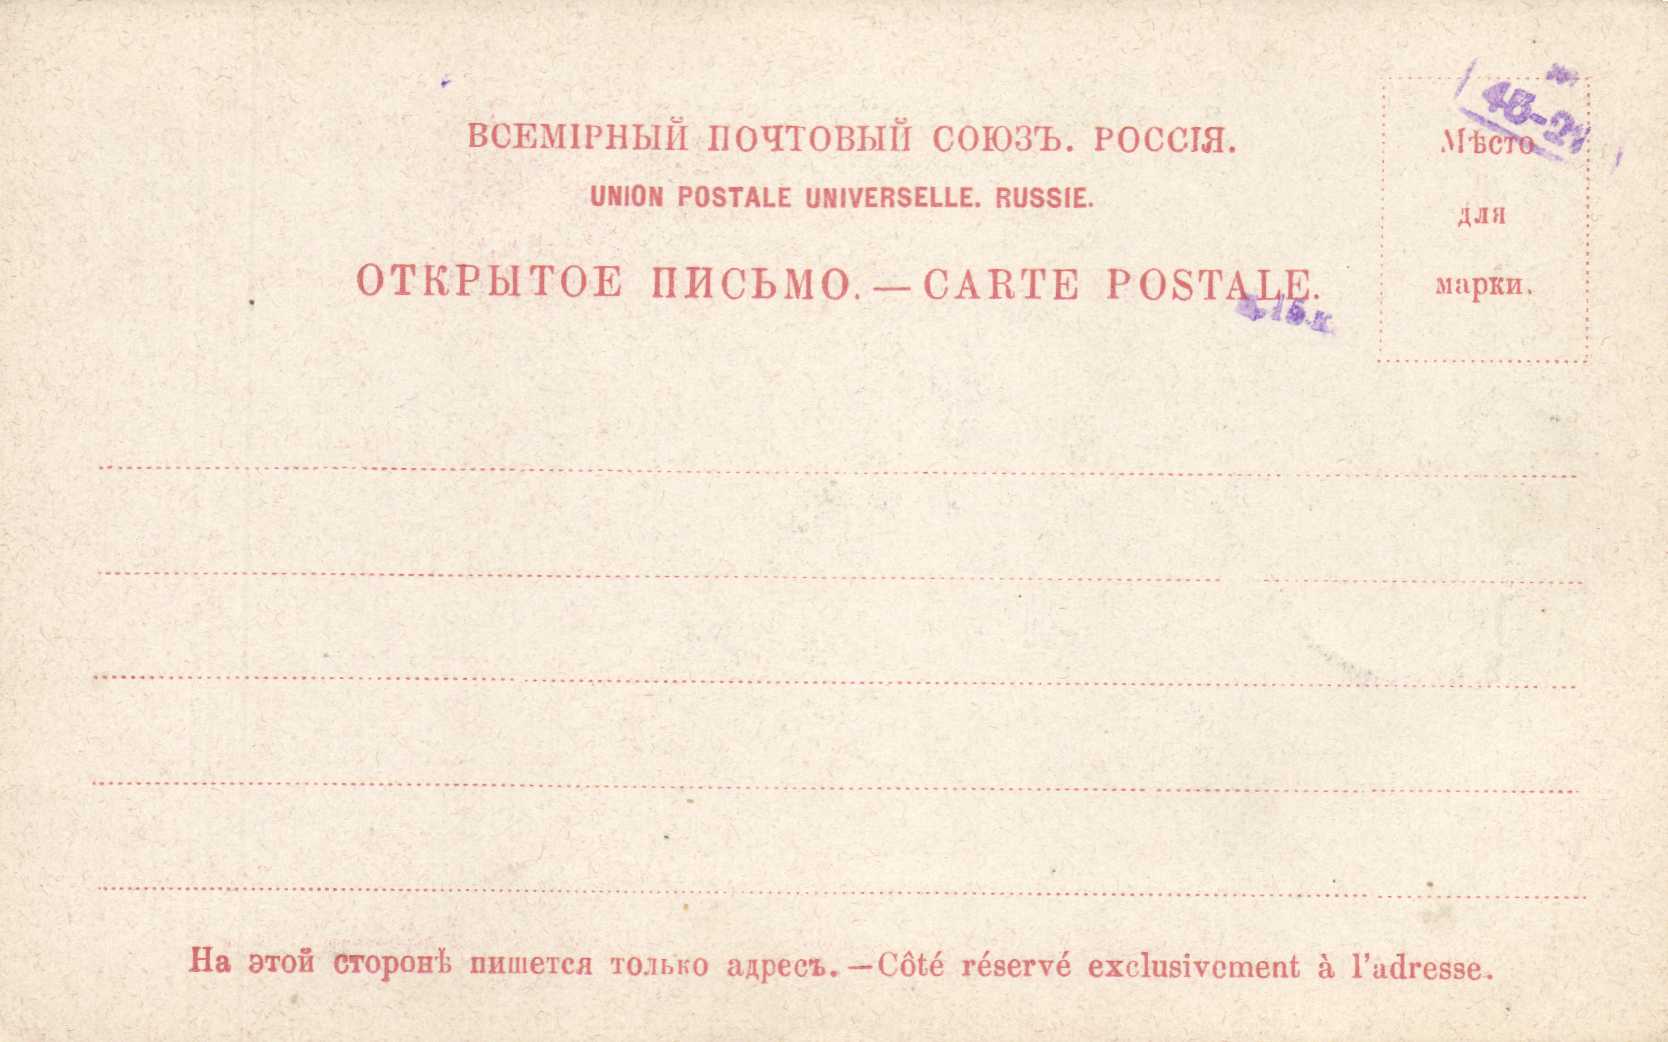 ВСЕМІРНЫЙ ПОЧТОВЫЙ СОЮЗЪ. РОССІЯ.
UNION POSTALE UNIVERSELLE. RUSSIE.
ОТКРЫТОЕ ПИСЬМО. — CARTE POSTALE.
Мѣсто
для
марки.
На этой сторонѣ пишется только адресъ. — Côté réservé exclusivement à l'adresse.